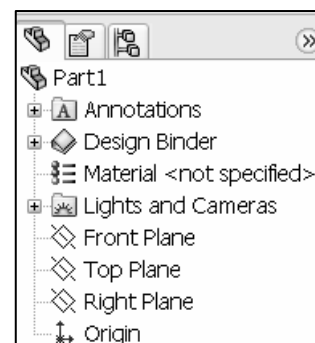 Part1
A Annotations
Design Binder
Material <not specified>
Lights and Cameras
Front Plane
Top Plane
Right Plane
Origin